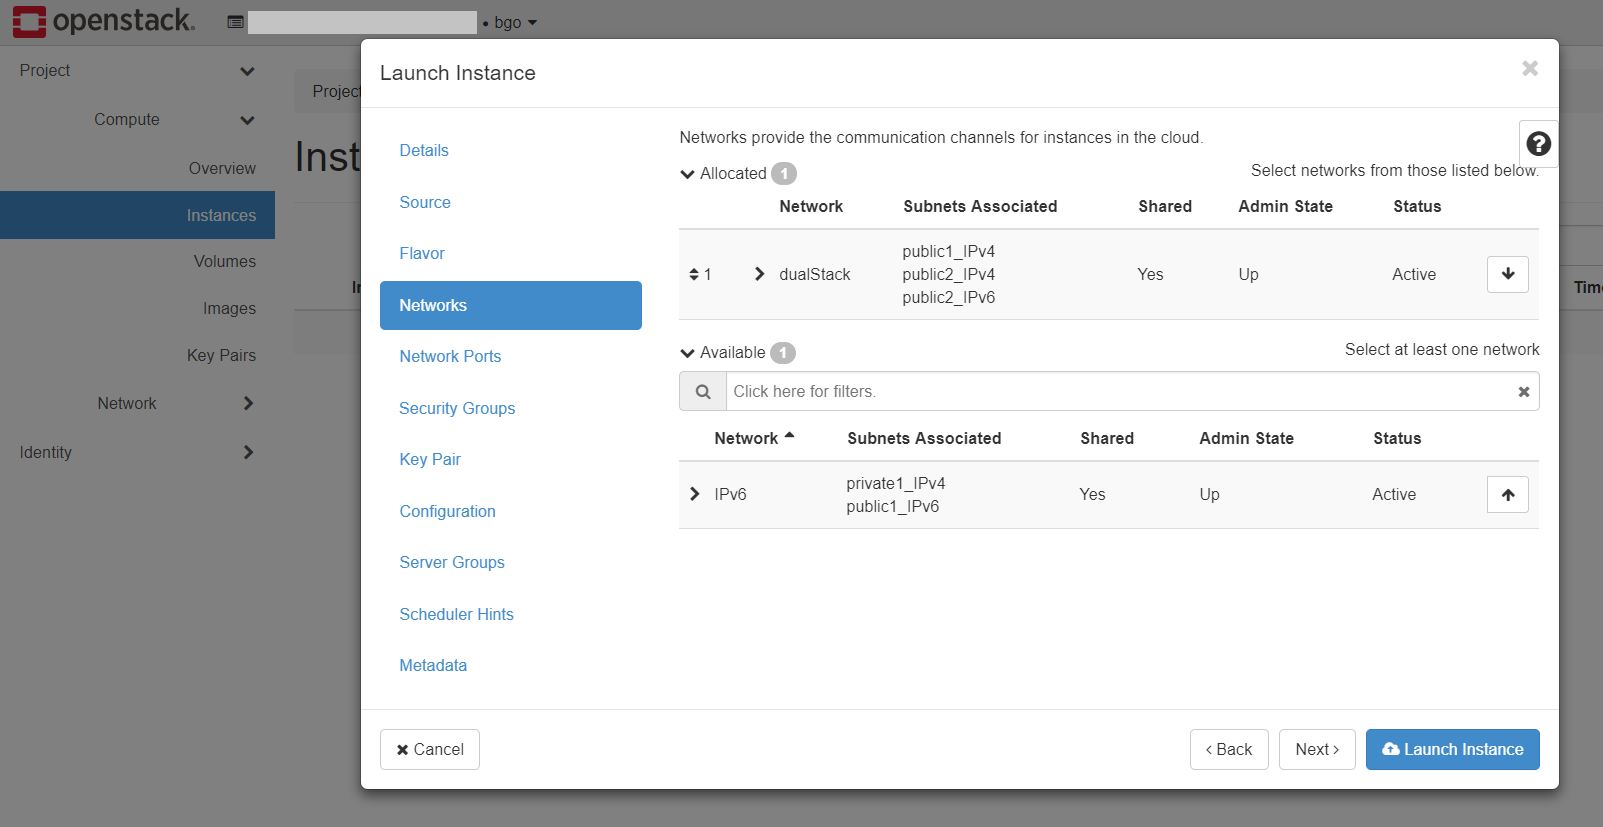 openstack.
• bgo
Project
Compute
Overview
Instances
Volumes
Images
Key Pairs
Network
Identity
Project
Inst
Time
Launch Instance
Details
Source
Flavor
Networks
Network Ports
Security Groups
Key Pair
Configuration
Server Groups
Scheduler Hints
Metadata
Networks provide the communication channels for instances in the cloud.
Allocated 1
Select networks from those listed below.
Network Subnets Associated Shared Admin State Status
1 dualStack public1_IPv4 Yes Up Active
public2_IPv4
public2_IPv6
Available 1
Select at least one network
Click here for filters.
Network Subnets Associated Shared Admin State Status
IPv6 private1_IPv4 Yes Up Active
public1_IPv6
Cancel
‹ Back
Next ›
Launch Instance